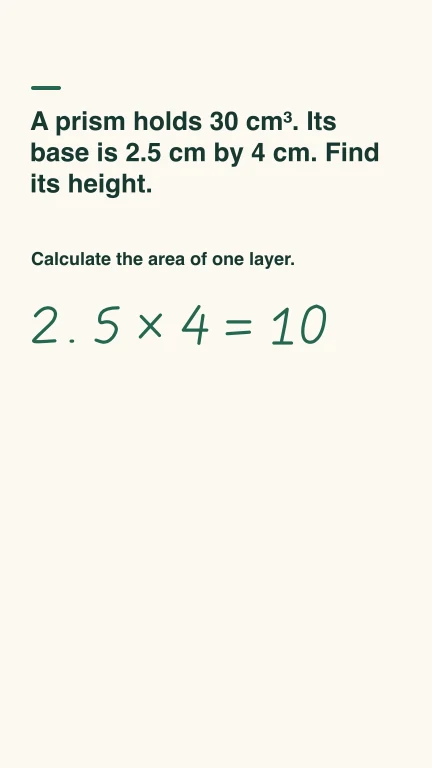 A prism holds 30 cm³. Its
base is 2.5 cm by 4 cm. Find
its height.
Calculate the area of one layer.
2.5 × 4 = 10